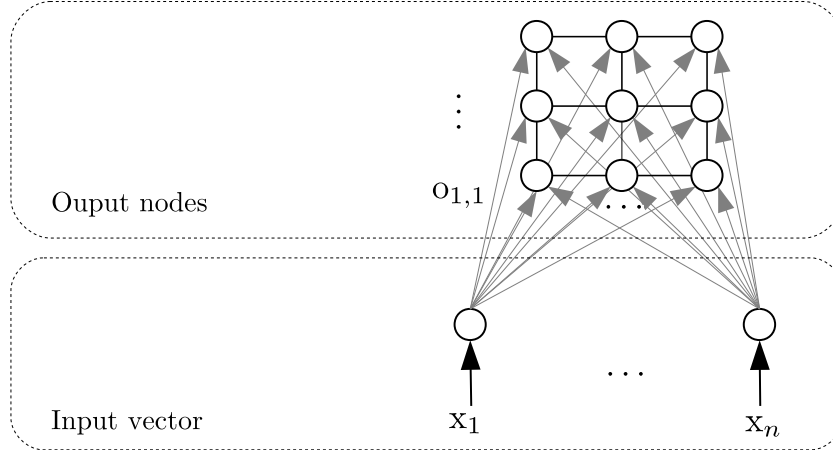 ⋮
o₁,₁
Ouput nodes
...
...
Input vector
x₁
xₙ